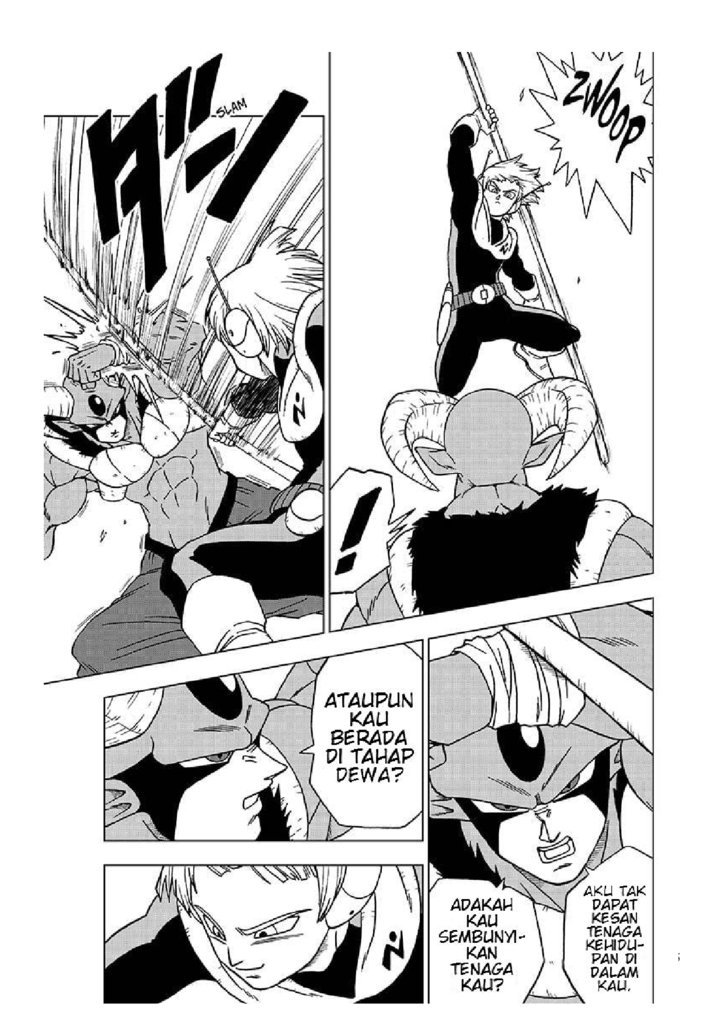 ZWOOP
!
SLAM
ダンッ
AKU TAK
DAPAT
KESAN
TENAGA
KEHIDU-
PAN DI
DALAM
KAU.
ADAKAH
KAU
SEMBUNYI-
KAN
TENAGA
KAU?
ATAUPUN
KAU
BERADA
DI TAHAP
DEWA?